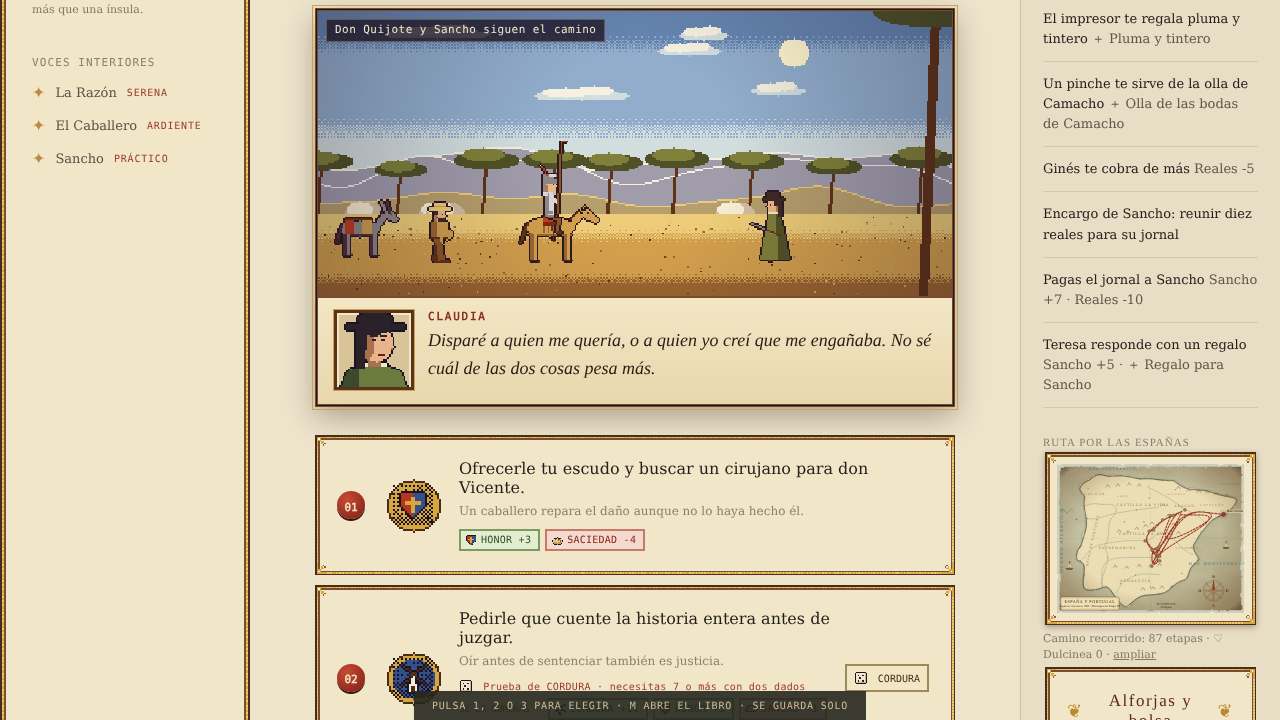 más que una ínsula.
VOCES INTERIORES
La Razón SERENA
El Caballero ARDIENTE
Sancho PRÁCTICO
Don Quijote y Sancho siguen el camino
CLAUDIA
Disparé a quien me quería, o a quien yo creí que me engañaba. No sé
cuál de las dos cosas pesa más.
01
Ofrecerle tu escudo y buscar un cirujano para don
Vicente.
Un caballero repara el daño aunque no lo haya hecho él.
HONOR +3 SACIEDAD -4
02
Pedirle que cuente la historia entera antes de
juzgar.
Oír antes de sentenciar también es justicia.
Prueba de CORDURA · necesitas 7 o más con dos dados
CORDURA
PULSA 1, 2 O 3 PARA ELEGIR · M ABRE EL LIBRO · SE GUARDA SOLO
El impresor te regala pluma y
tintero + Pluma y tintero
Un pinche te sirve de la olla de
Camacho + Olla de las bodas
de Camacho
Ginés te cobra de más Reales -5
Encargo de Sancho: reunir diez
reales para su jornal
Pagas el jornal a Sancho Sancho
+7 · Reales -10
Teresa responde con un regalo
Sancho +5 · + Regalo para
Sancho
RUTA POR LAS ESPAÑAS
ESPAÑA Y PORTUGAL
Camino recorrido: 87 etapas · ♡
Dulcinea 0 · ampliar
Alforjas y
bolsa